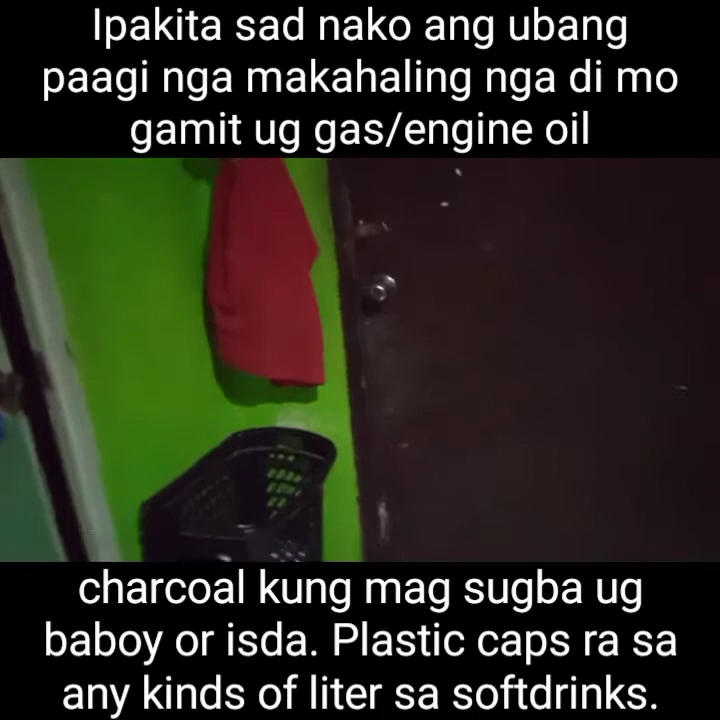 Ipakita sad nako ang ubang
paagi nga makahaling nga di mo
gamit ug gas/engine oil
charcoal kung mag sugba ug
baboy or isda. Plastic caps ra sa
any kinds of liter sa softdrinks.